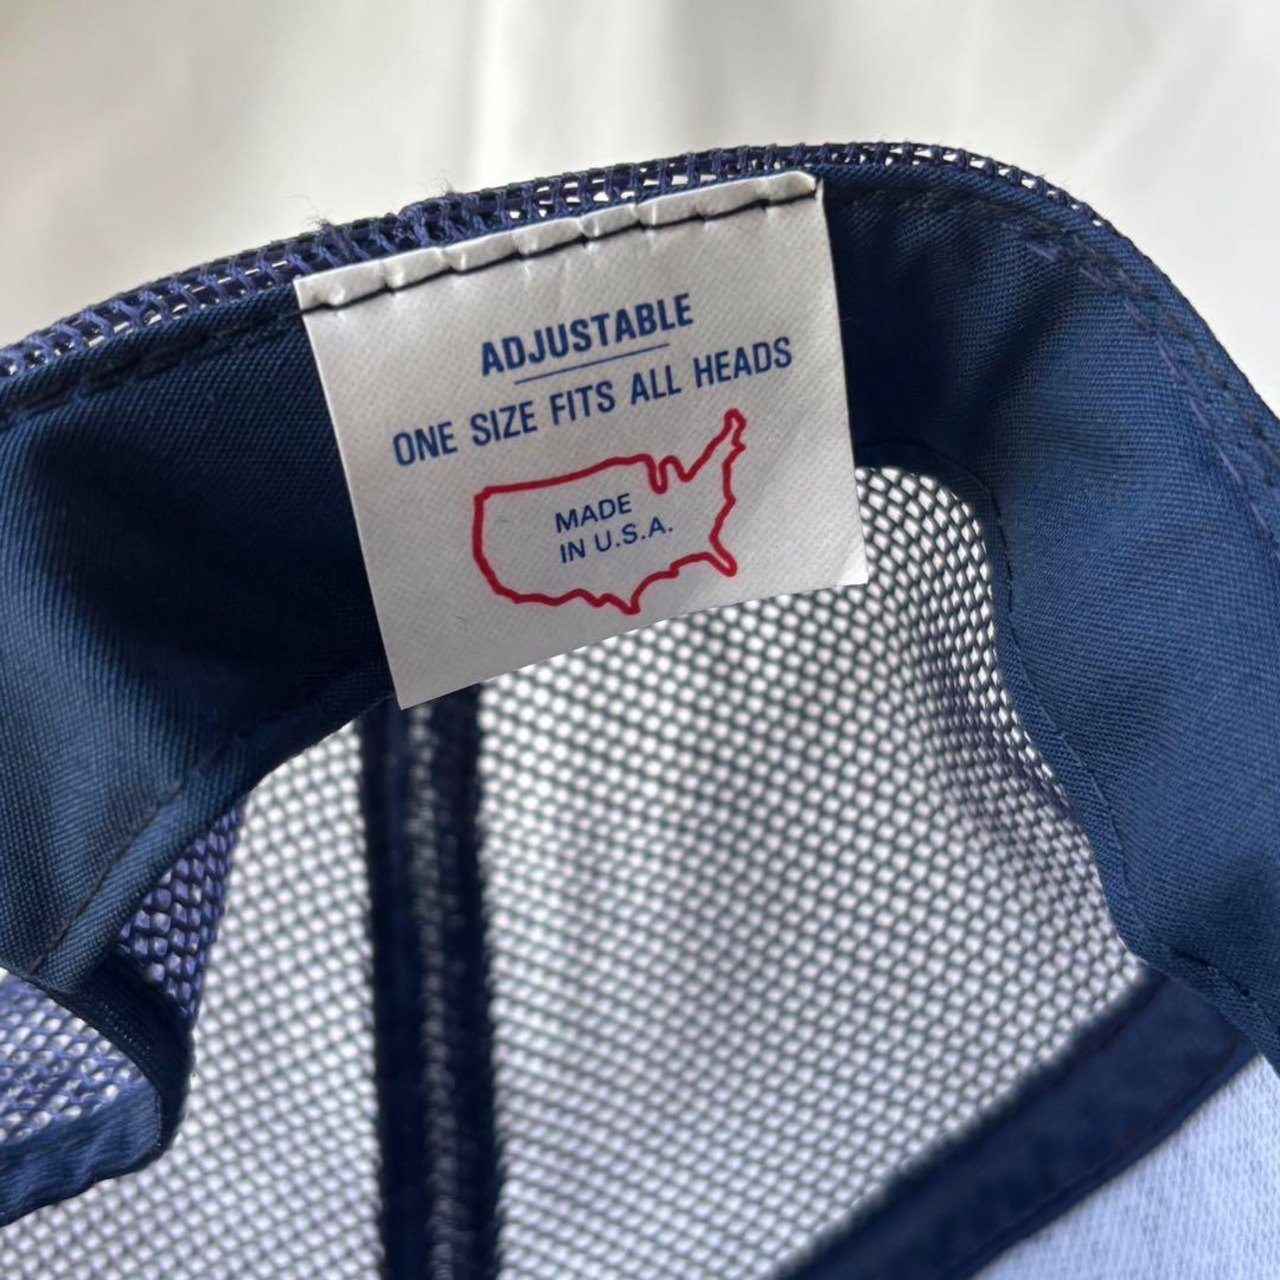 ADJUSTABLE
ONE SIZE FITS ALL HEADS
MADE
IN U.S.A.